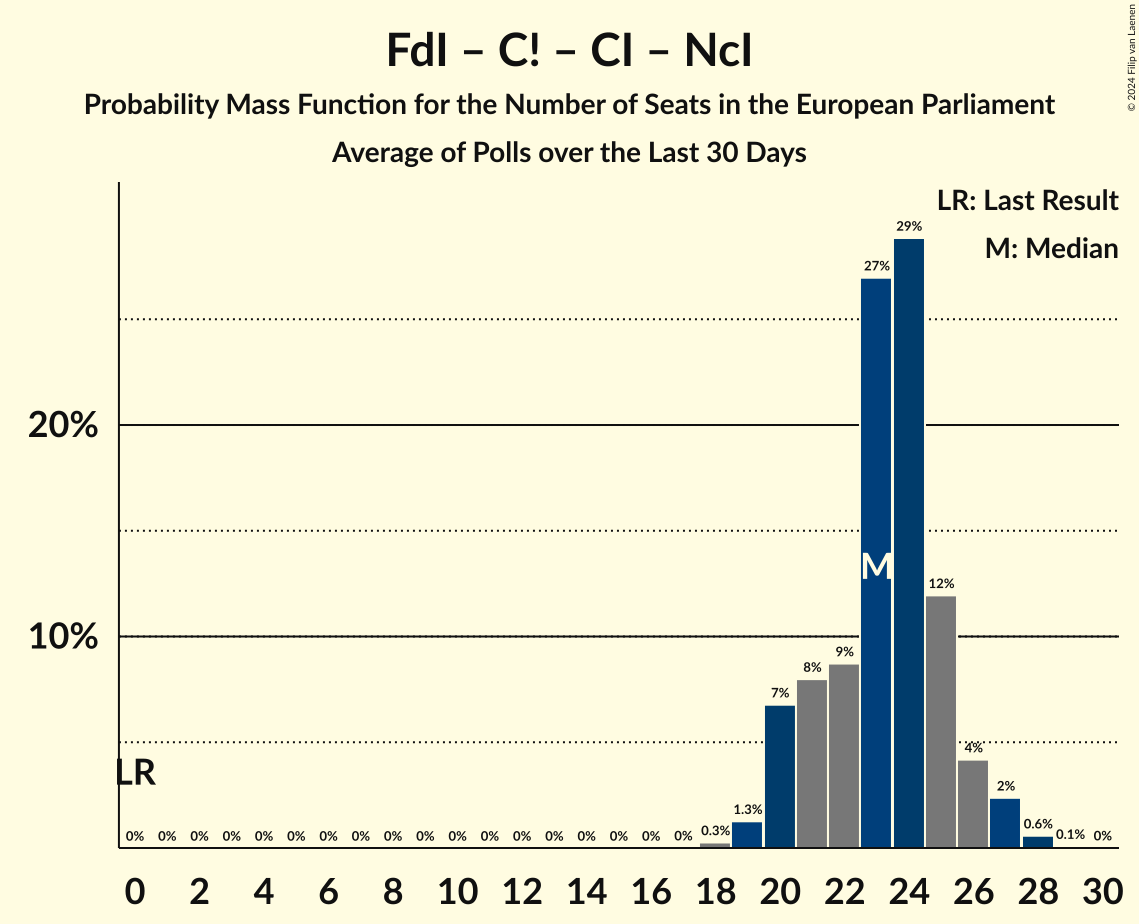 FdI – C! – CI – NcI
Probability Mass Function for the Number of Seats in the European Parliament
Average of Polls over the Last 30 Days
© 2024 Filip van Laenen
LR: Last Result
M: Median
29%
27%
20%
M
12%
10%
9%
8%
7%
4%
LR
2%
1.3%
0% 0% 0% 0% 0% 0% 0% 0% 0% 0% 0% 0% 0% 0% 0% 0% 0% 0% 0.3% 0.6% 0.1% 0%
0 2 4 6 8 10 12 14 16 18 20 22 24 26 28 30